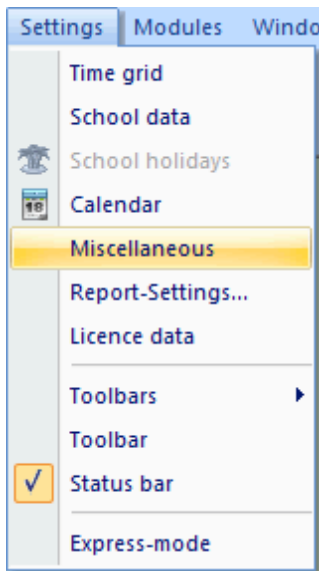 Settings Modules Windo
Time grid
School data
School holidays
18 Calendar
Miscellaneous
Report-Settings...
Licence data
Toolbars
Toolbar
Status bar
Express-mode